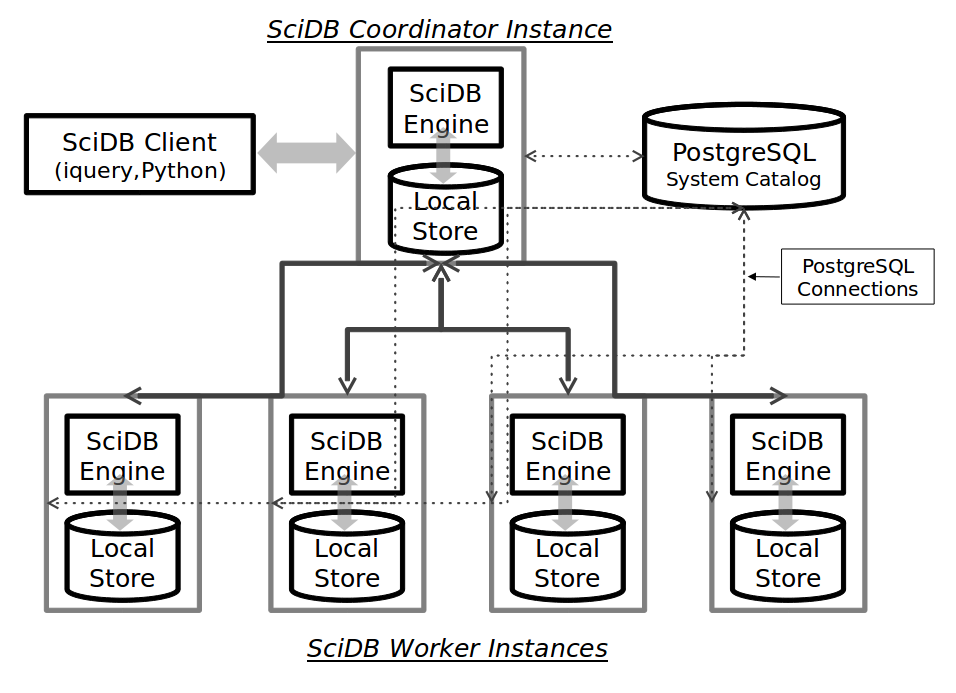 SciDB Coordinator Instance
SciDB
Engine
Local
Store
SciDB Client
(iquery,Python)
PostgreSQL
System Catalog
PostgreSQL
Connections
SciDB
Engine
Local
Store
SciDB
Engine
Local
Store
SciDB
Engine
Local
Store
SciDB
Engine
Local
Store
SciDB Worker Instances